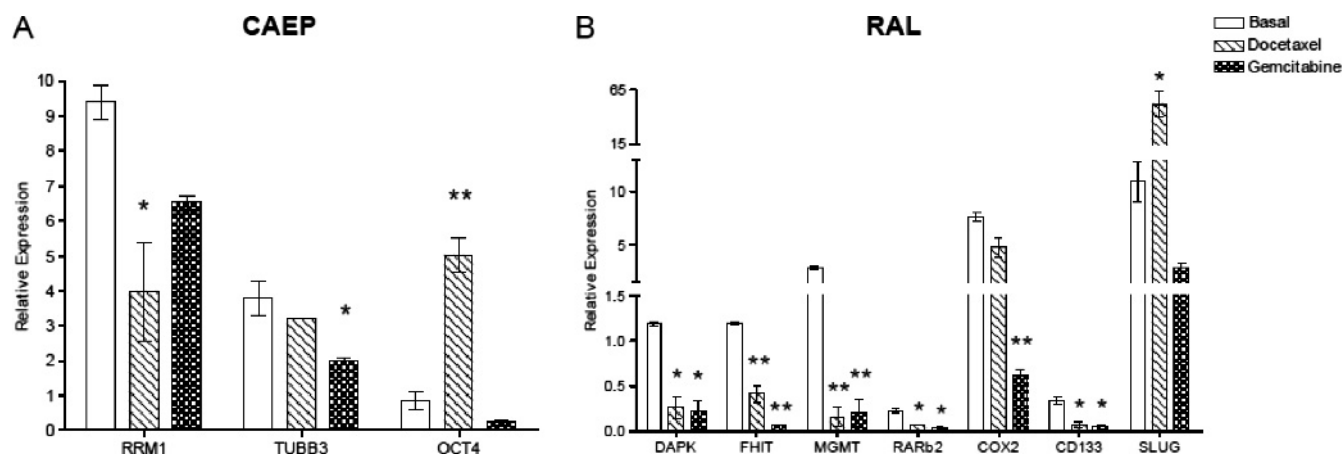 A
CAEP
Relative Expression
10
9
8
7
6
5
4
3
2
1
0
*
*
**
RRM1
TUBB3
OCT4
B
RAL
Relative Expression
65
15
10
5
1.5
1.0
0.5
0.0
* *
** **
** **
* *
**
* *
*
DAPK
FHIT
MGMT
RARb2
COX2
CD133
SLUG
Basal
Docetaxel
Gemcitabine